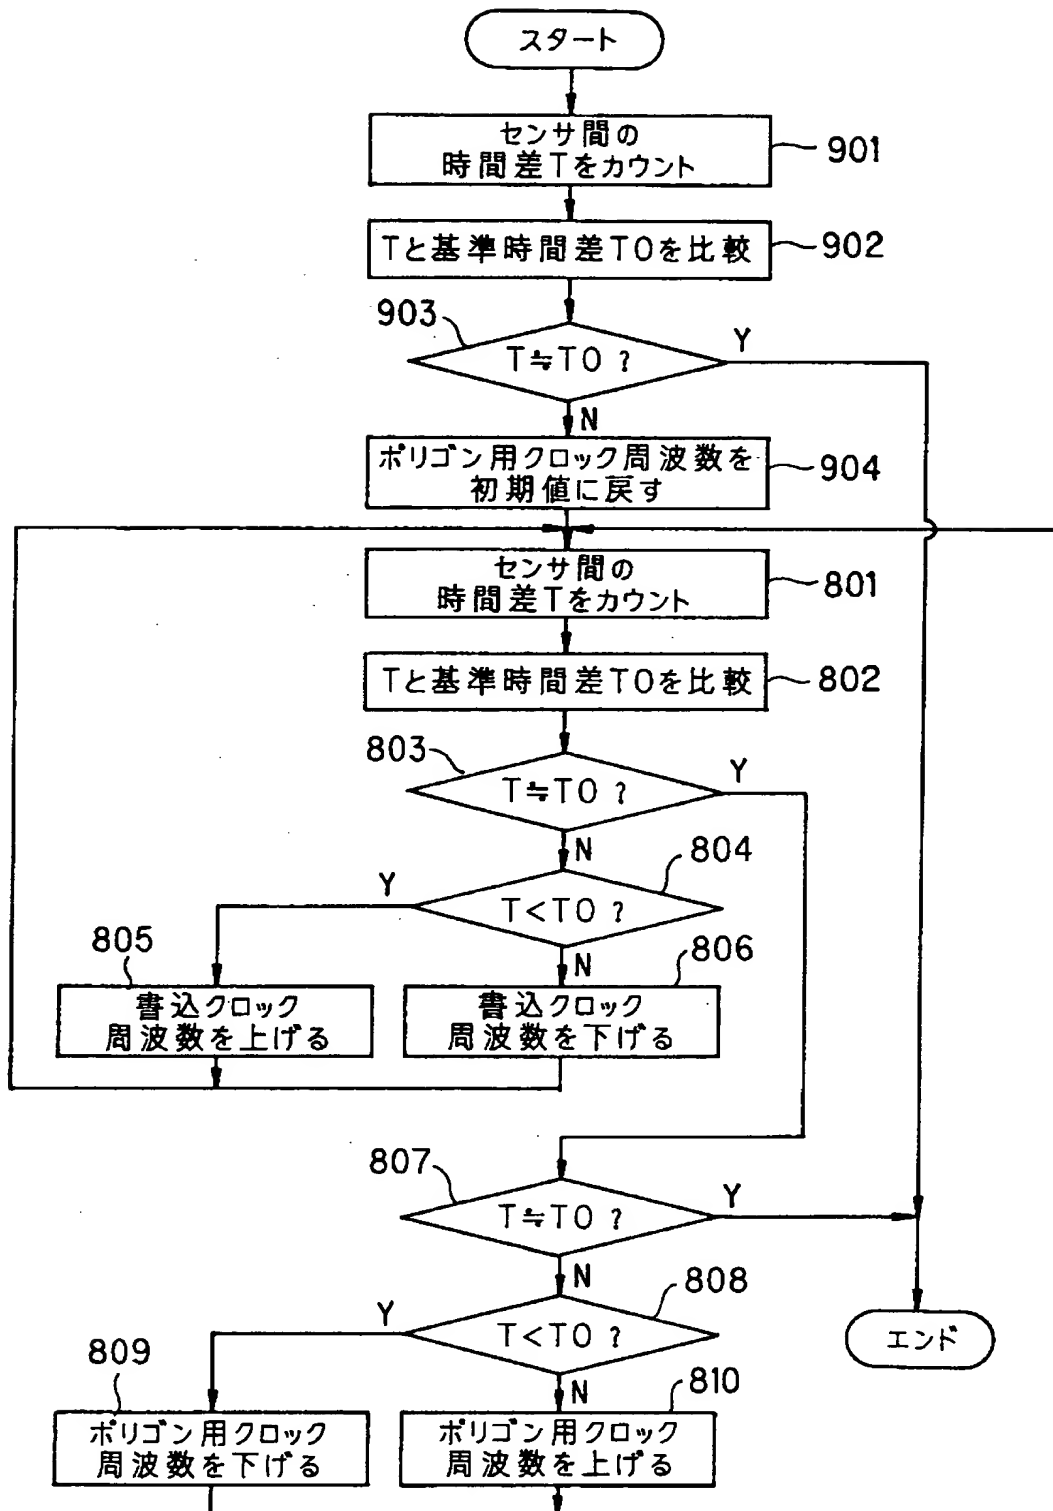 スタート
センサ間の
時間差Tをカウント
901
Tと基準時間差T0を比較
902
903
T≒T0 ?
Y
N
ポリゴン用クロック周波数を
初期値に戻す
904
センサ間の
時間差Tをカウント
801
Tと基準時間差T0を比較
802
803
T≒T0 ?
Y
N
804
T<T0 ?
Y
N
805
書込クロック
周波数を上げる
806
書込クロック
周波数を下げる
807
T≒T0 ?
Y
N
808
T<T0 ?
Y
N
エンド
809
ポリゴン用クロック
周波数を下げる
810
ポリゴン用クロック
周波数を上げる